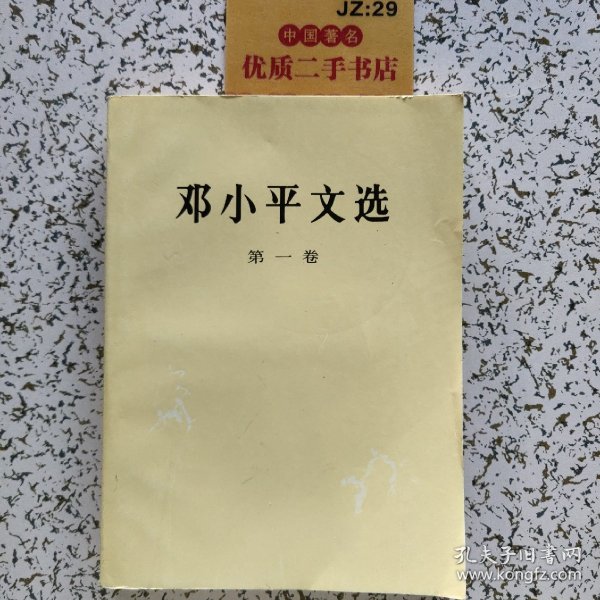 JZ:29
中国著名
优质二手书店
邓小平文选
第一卷
孔夫子旧书网
www.kongfz.com